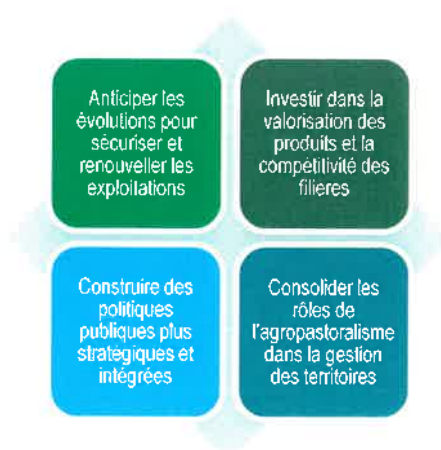 Anticiper les
évolutions pour
sécuriser et
renouveller les
exploitations
Investir dans la
valorisation des
produits et la
compétitivité des
filières
Construire des
politiques
publiques plus
stratégiques et
intégrées
Consolider les
rôles de
l'agropastoralisme
dans la gestion
des territoires